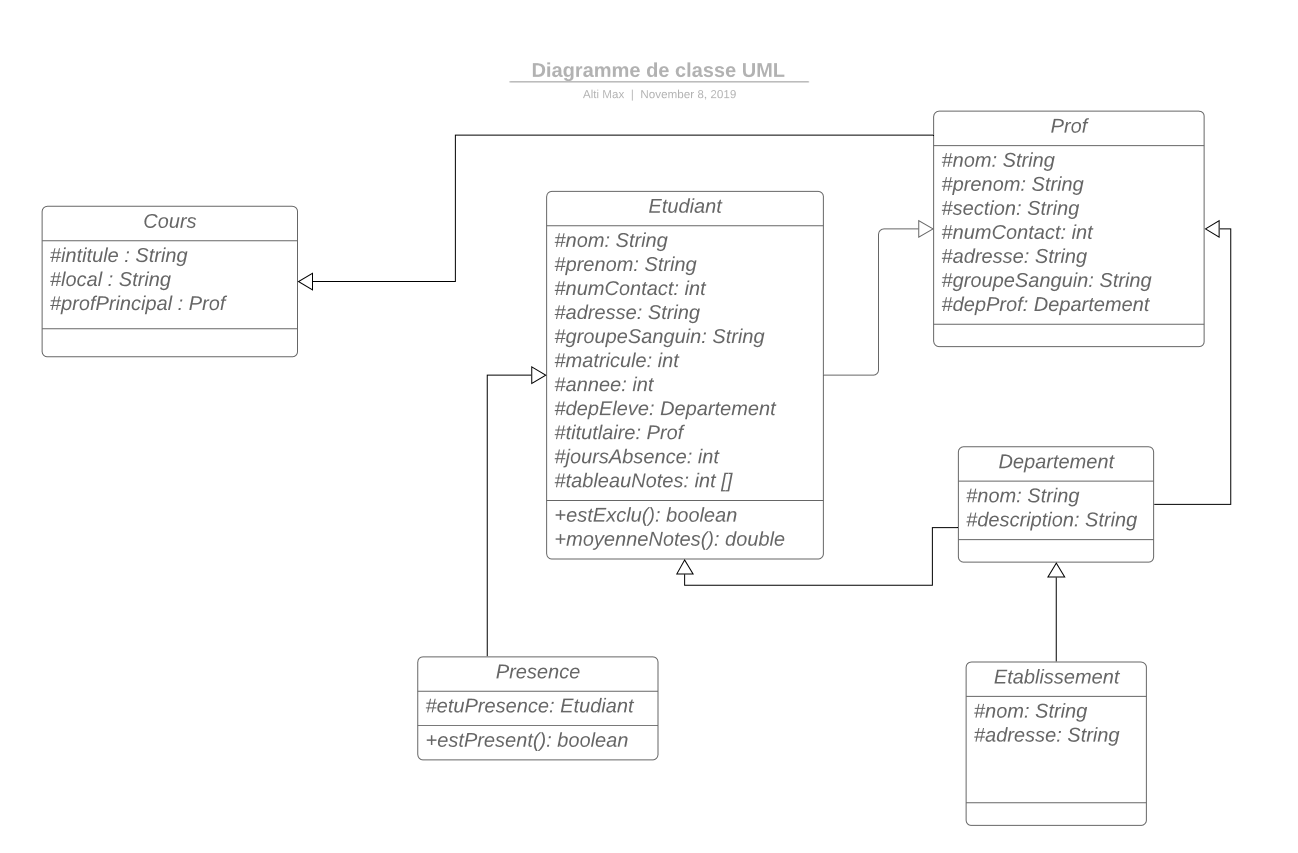 Diagramme de classe UML
Alti Max | November 8, 2019
Prof
#nom: String
#prenom: String
#section: String
#numContact: int
#adresse: String
#groupeSanguin: String
#depProf: Departement
Cours
#intitule : String
#local : String
#profPrincipal : Prof
Etudiant
#nom: String
#prenom: String
#numContact: int
#adresse: String
#groupeSanguin: String
#matricule: int
#annee: int
#depEleve: Departement
#titutlaire: Prof
#joursAbsence: int
#tableauNotes: int []
+estExclu(): boolean
+moyenneNotes(): double
Departement
#nom: String
#description: String
Presence
#etuPresence: Etudiant
+estPresent(): boolean
Etablissement
#nom: String
#adresse: String